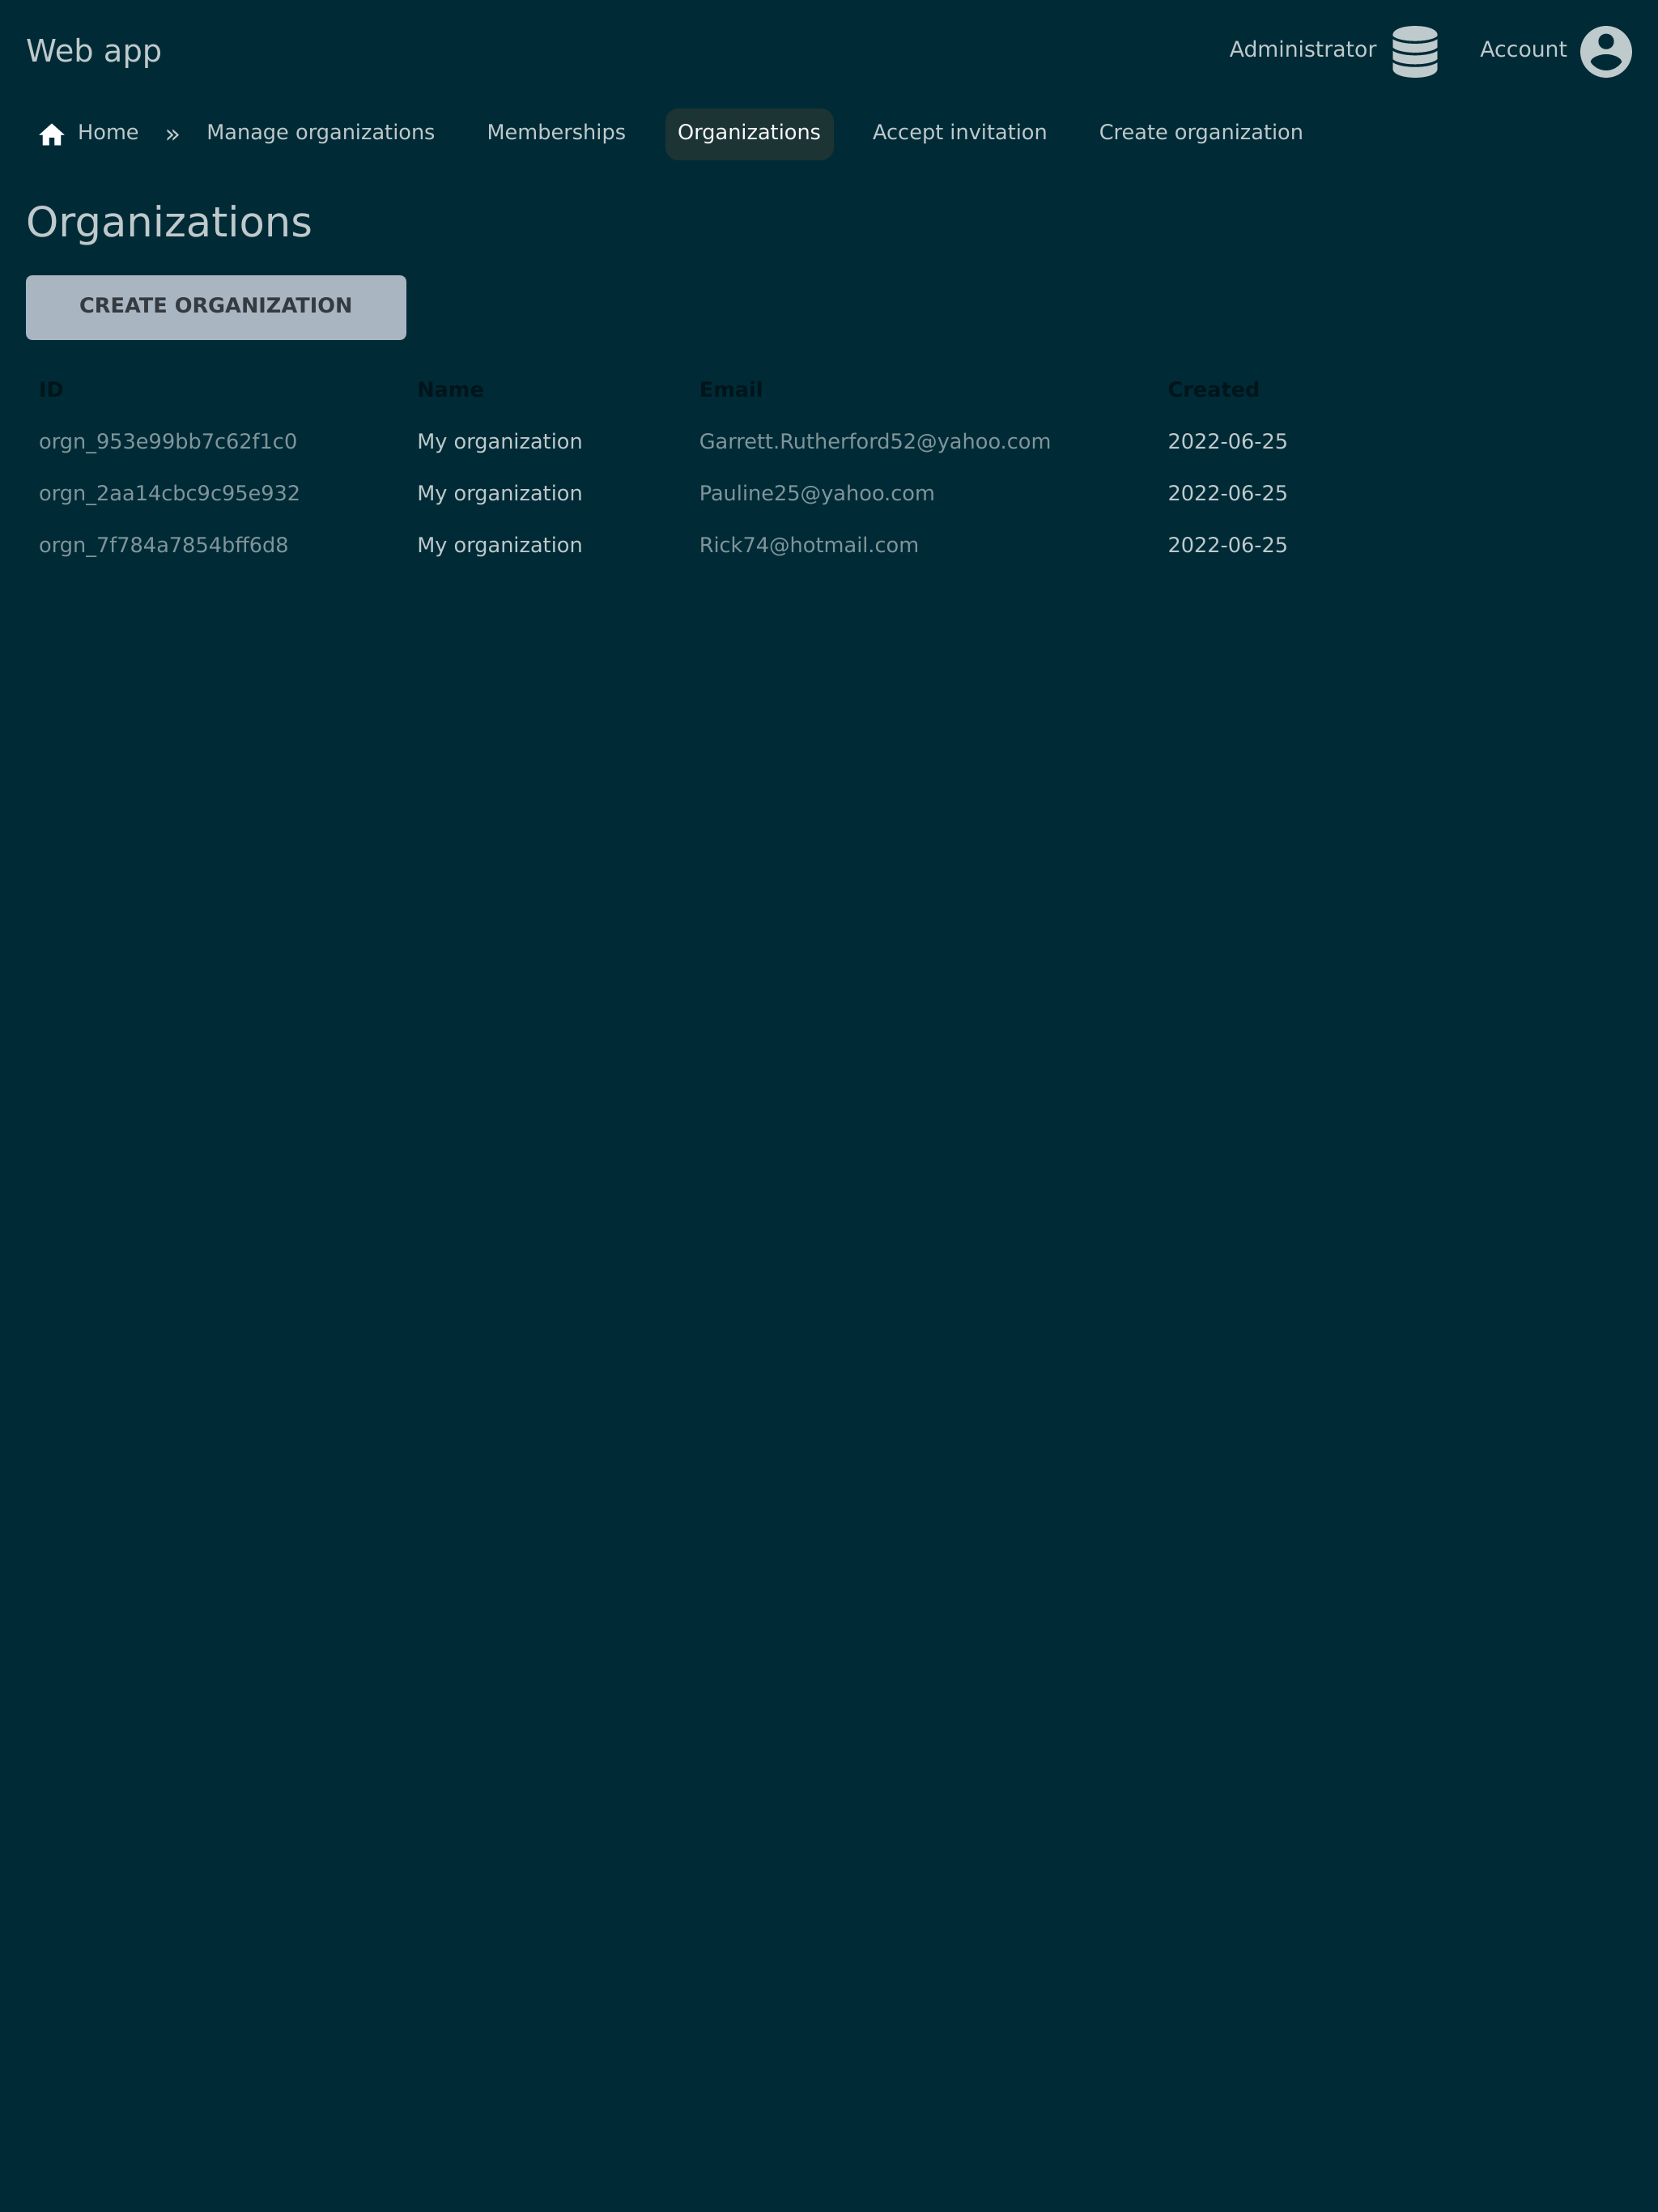 Web app
Administrator
Account
Home » Manage organizations Memberships Organizations Accept invitation Create organization
Organizations
CREATE ORGANIZATION
ID Name Email Created
orgn_953e99bb7c62f1c0 My organization Garrett.Rutherford52@yahoo.com 2022-06-25
orgn_2aa14cbc9c95e932 My organization Pauline25@yahoo.com 2022-06-25
orgn_7f784a7854bff6d8 My organization Rick74@hotmail.com 2022-06-25